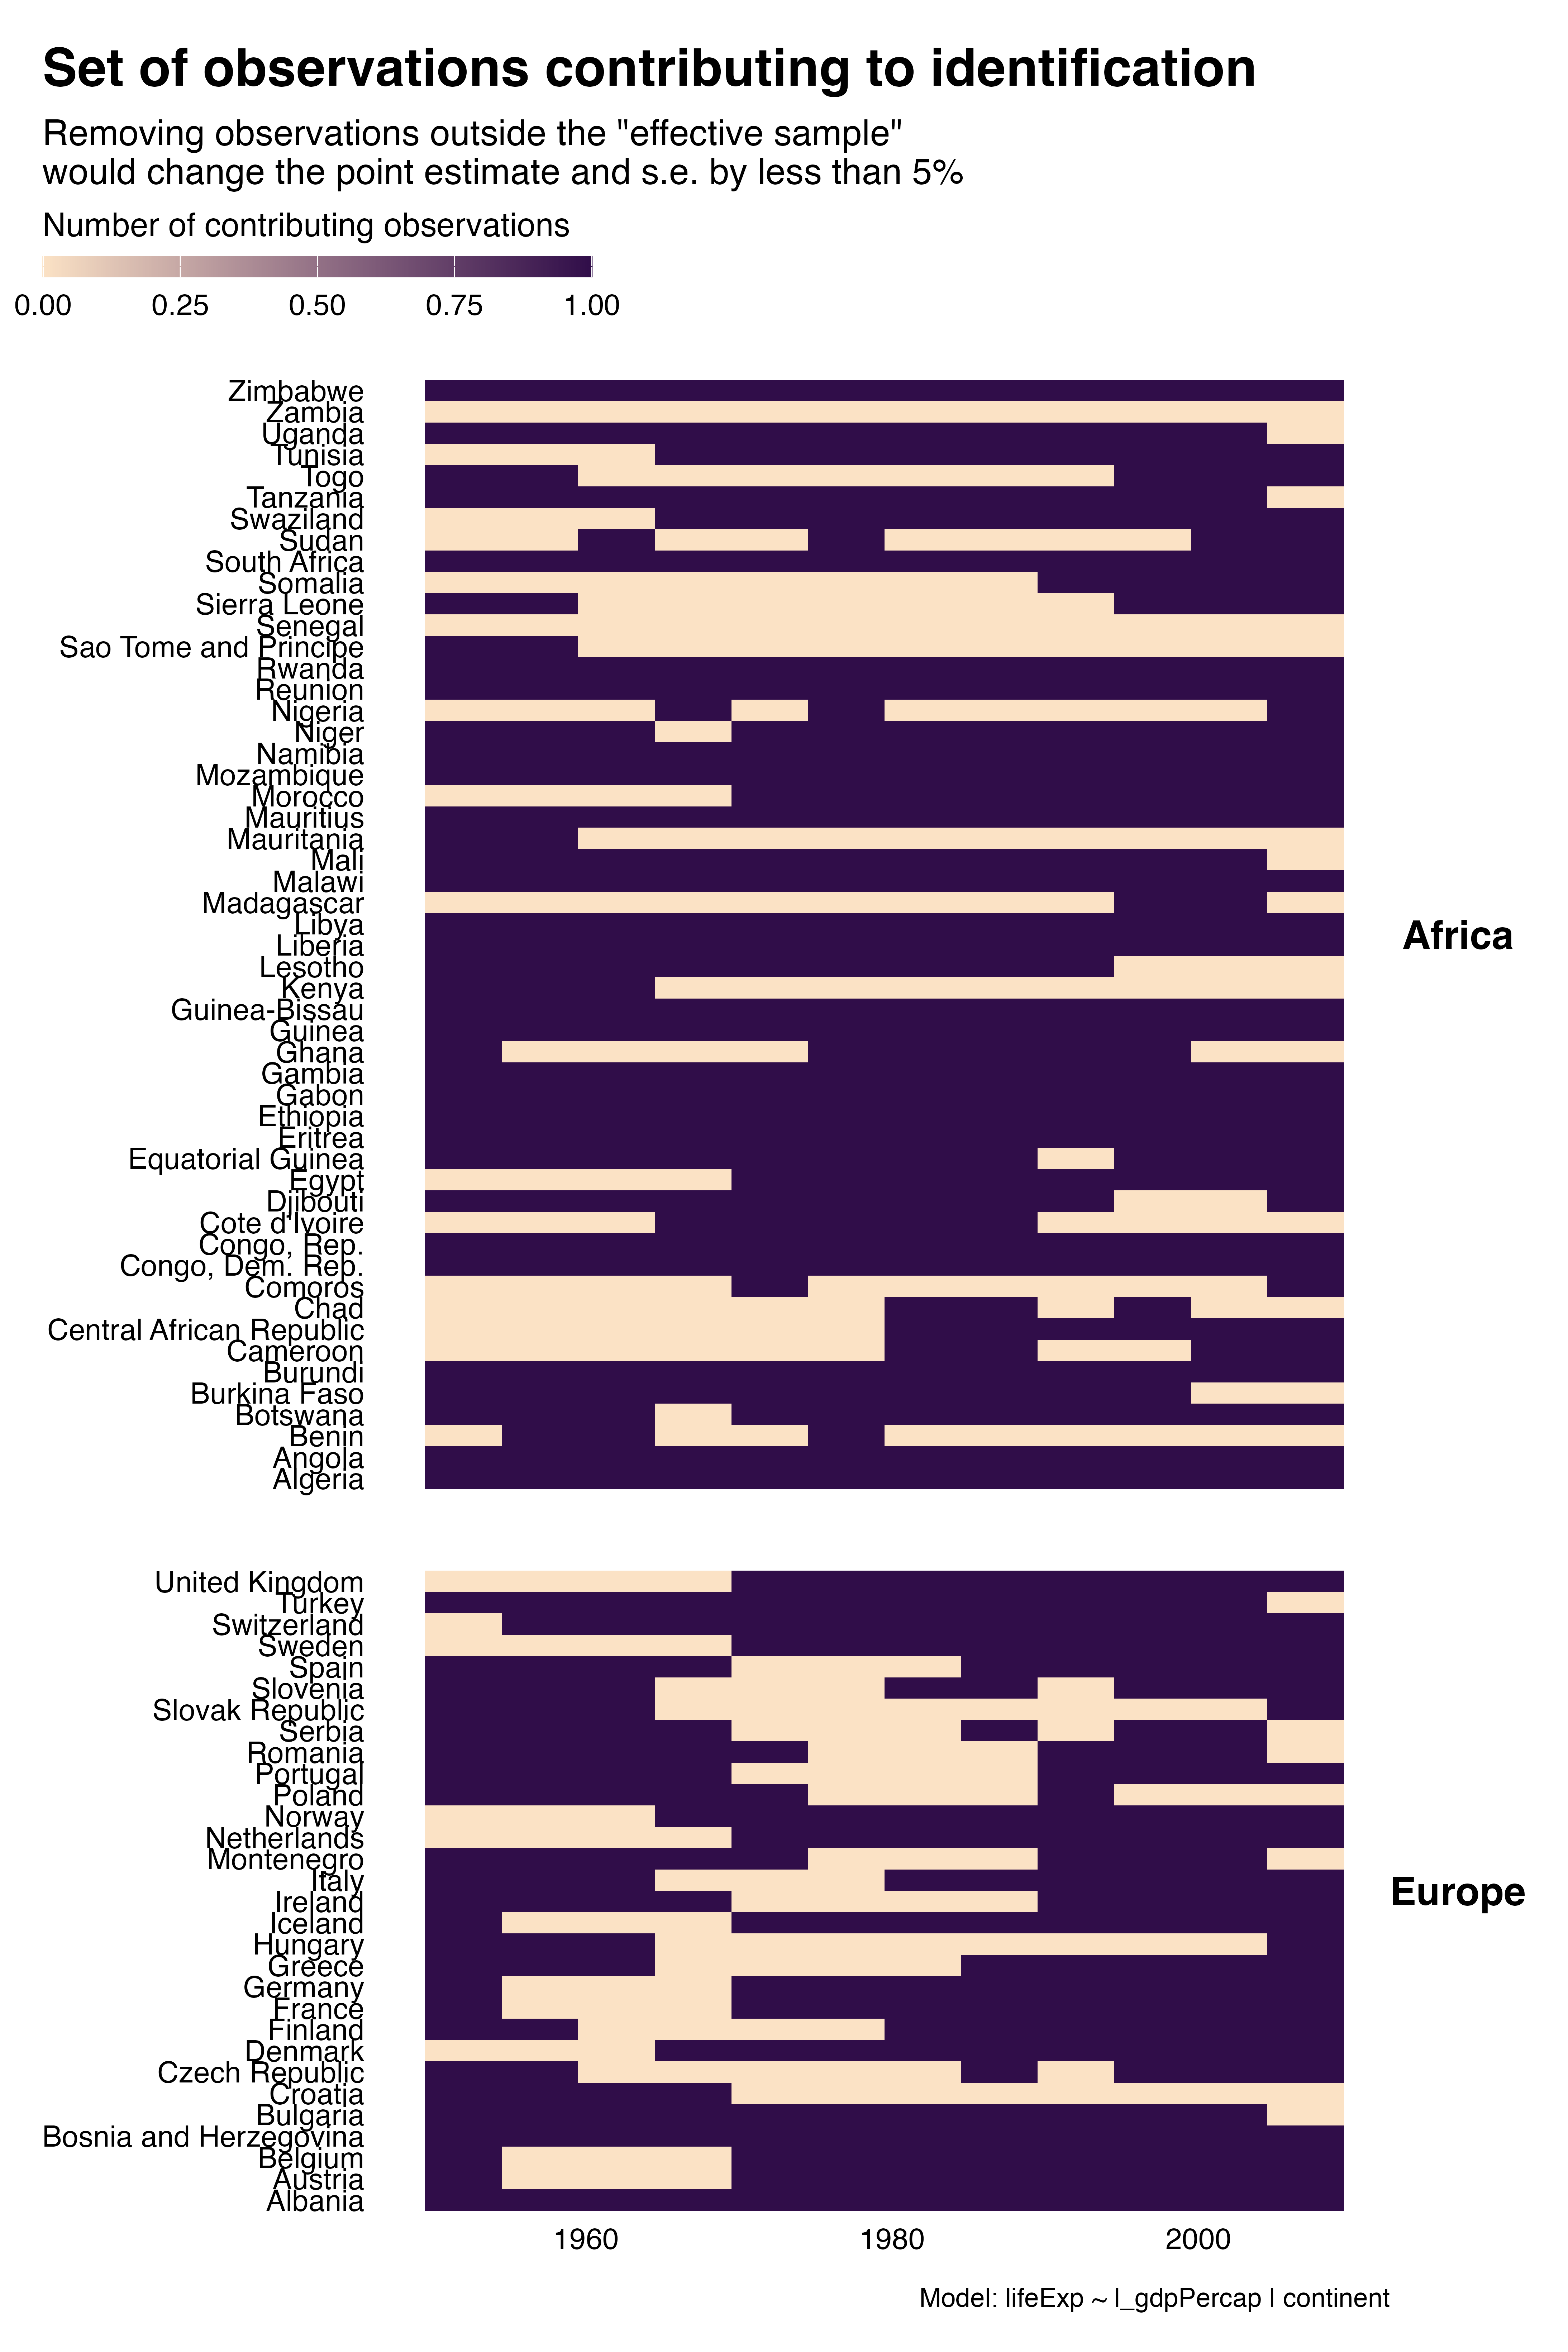 Set of observations contributing to identification
Removing observations outside the "effective sample"
would change the point estimate and s.e. by less than 5%
Number of contributing observations
0.00 0.25 0.50 0.75 1.00
Zimbabwe
Zambia
Uganda
Tunisia
Togo
Tanzania
Swaziland
Sudan
South Africa
Somalia
Sierra Leone
Senegal
Sao Tome and Principe
Rwanda
Reunion
Nigeria
Niger
Namibia
Mozambique
Morocco
Mauritius
Mauritania
Mali
Malawi
Madagascar
Libya
Liberia
Lesotho
Kenya
Guinea-Bissau
Guinea
Ghana
Gambia
Gabon
Ethiopia
Eritrea
Equatorial Guinea
Egypt
Djibouti
Cote d'Ivoire
Congo, Rep.
Congo, Dem. Rep.
Comoros
Chad
Central African Republic
Cameroon
Burundi
Burkina Faso
Botswana
Benin
Angola
Algeria
Africa
United Kingdom
Turkey
Switzerland
Sweden
Spain
Slovenia
Slovak Republic
Serbia
Romania
Portugal
Poland
Norway
Netherlands
Montenegro
Italy
Ireland
Iceland
Hungary
Greece
Germany
France
Finland
Denmark
Czech Republic
Croatia
Bulgaria
Bosnia and Herzegovina
Belgium
Austria
Albania
Europe
1960 1980 2000
Model: lifeExp ~ l_gdpPercap | continent